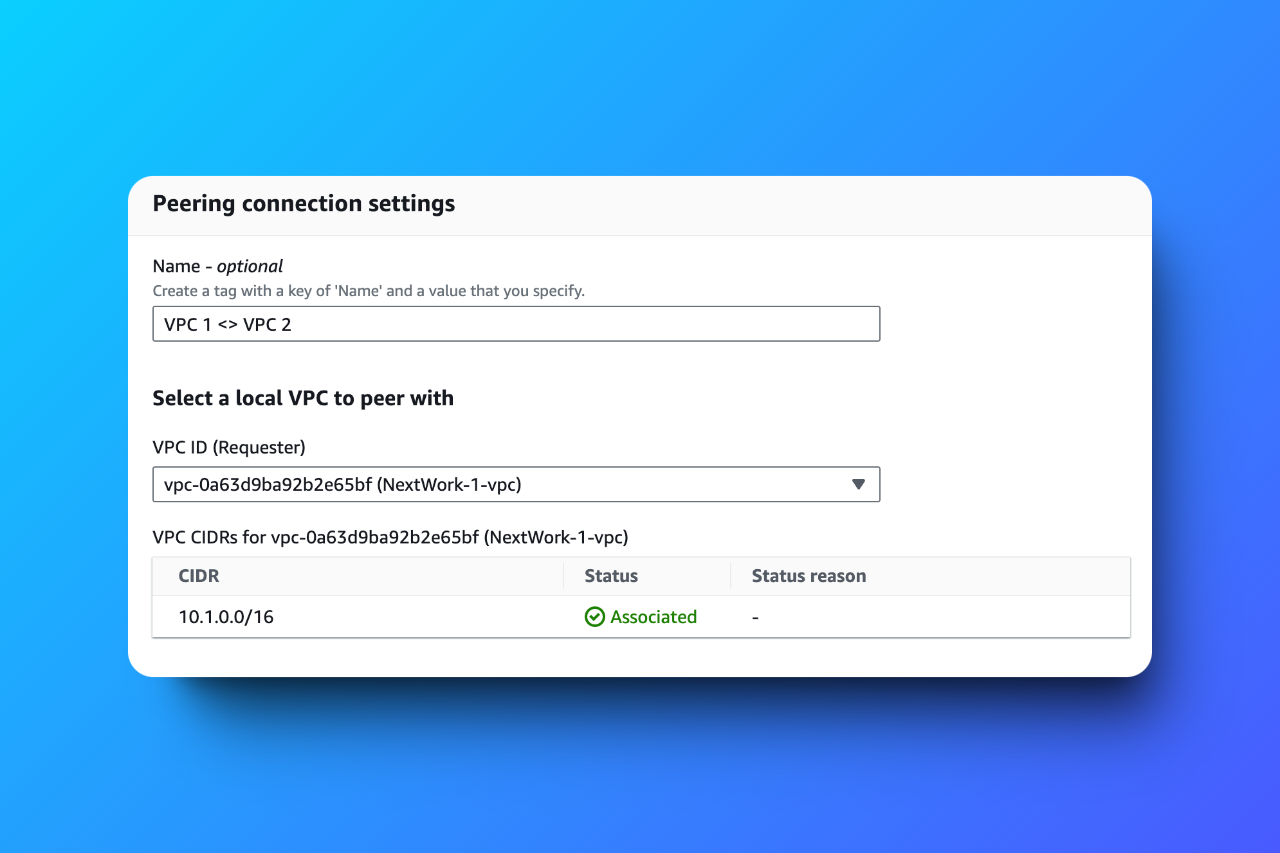 Peering connection settings
Name - optional
Create a tag with a key of 'Name' and a value that you specify.
VPC 1 <> VPC 2
Select a local VPC to peer with
VPC ID (Requester)
vpc-0a63d9ba92b2e65bf (NextWork-1-vpc)
VPC CIDRs for vpc-0a63d9ba92b2e65bf (NextWork-1-vpc)
CIDR Status Status reason
10.1.0.0/16 Associated -